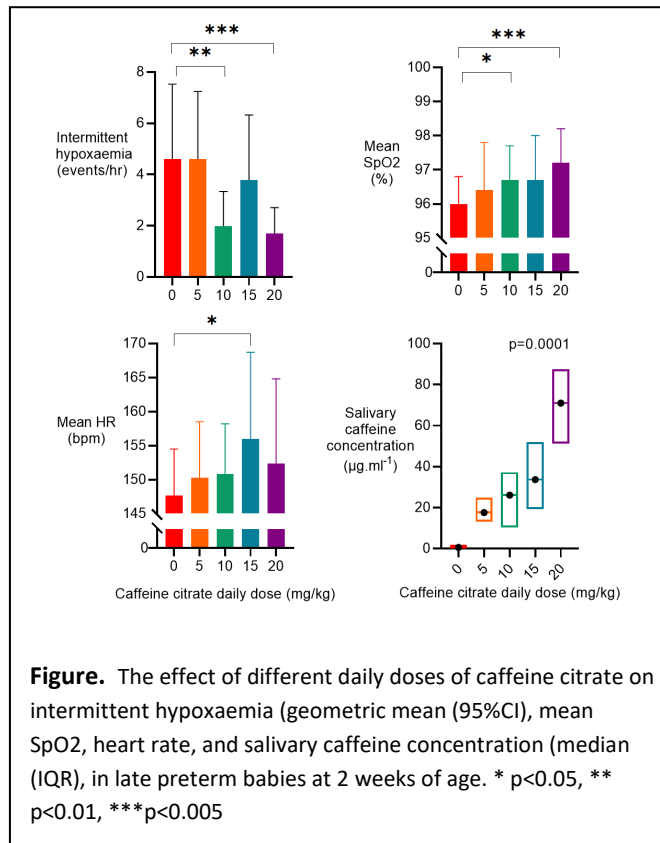 ***
**
8
6
4
2
0
Intermittent
hypoxaemia
(events/hr)
0 5 10 15 20
***
*
100
99
98
97
96
95
0
Mean
SpO2
(%)
0 5 10 15 20
*
170
165
160
155
150
145
0
Mean HR
(bpm)
0 5 10 15 20
Caffeine citrate daily dose (mg/kg)
p=0.0001
100
80
60
40
20
0
Salivary
caffeine
concentration
(µg.ml-1)
0 5 10 15 20
Caffeine citrate daily dose (mg/kg)
Figure. The effect of different daily doses of caffeine citrate on
intermittent hypoxaemia (geometric mean (95%CI), mean
SpO2, heart rate, and salivary caffeine concentration (median
(IQR), in late preterm babies at 2 weeks of age. * p<0.05, **
p<0.01, ***p<0.005